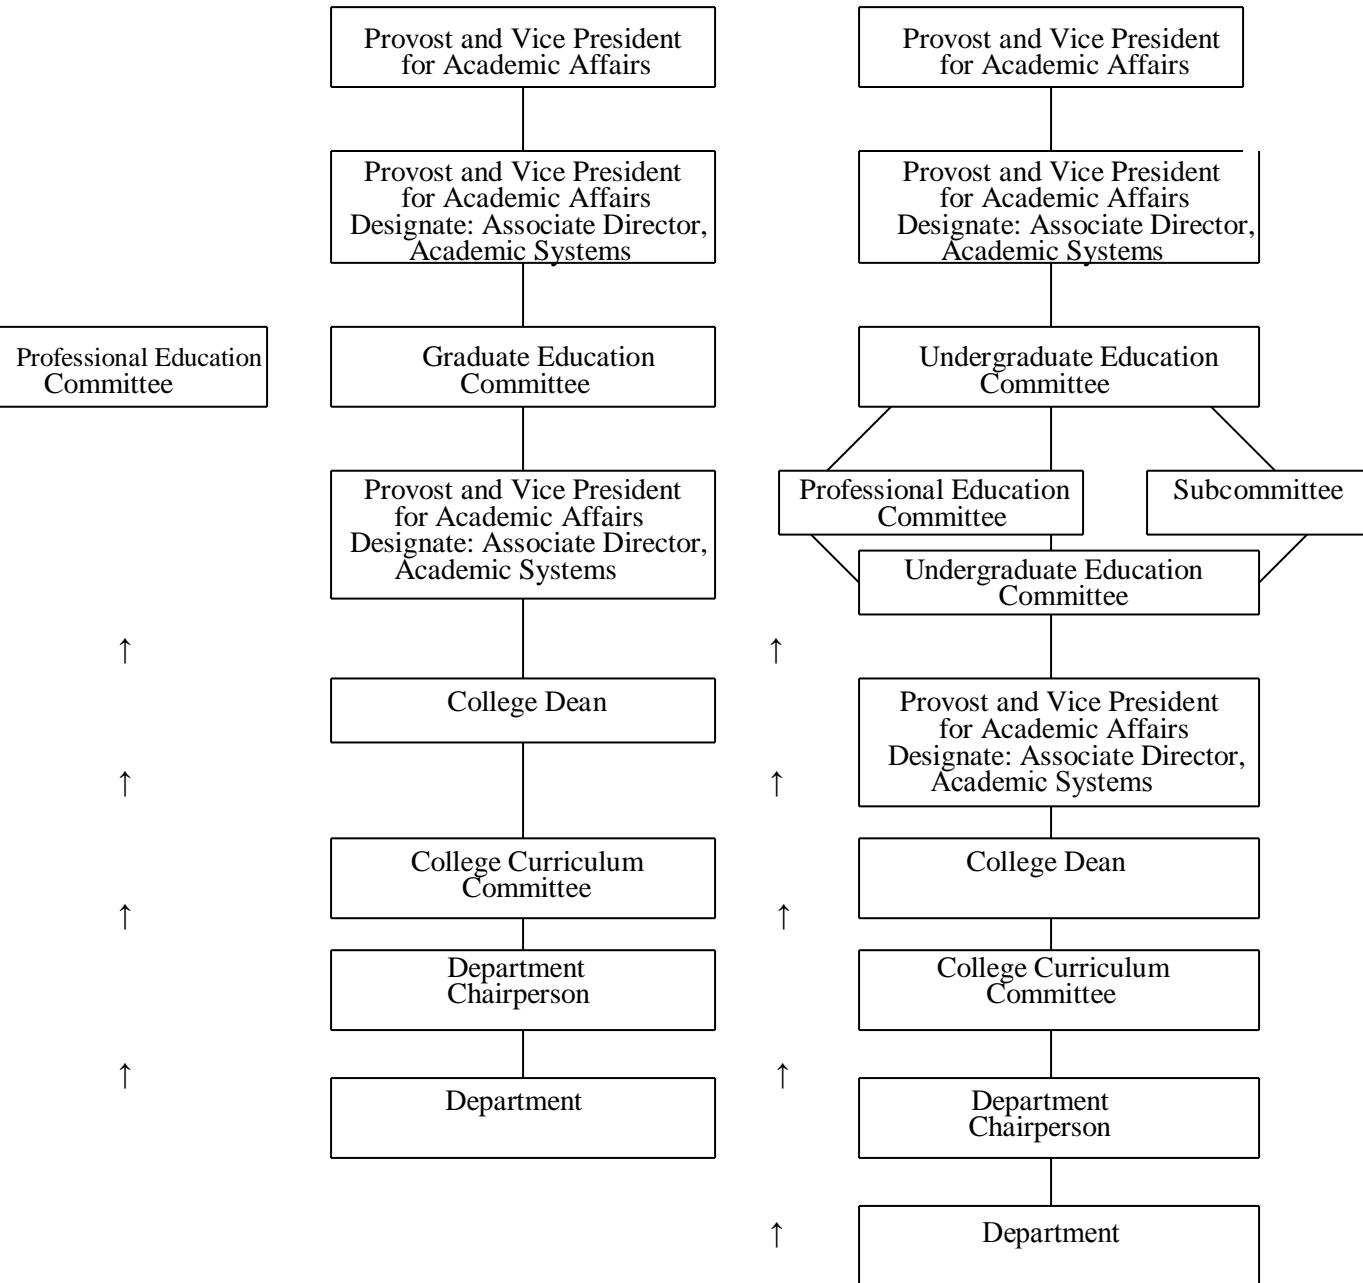 Provost and Vice President
for Academic Affairs
Provost and Vice President
for Academic Affairs
Provost and Vice President
for Academic Affairs
Designate: Associate Director,
Academic Systems
Provost and Vice President
for Academic Affairs
Designate: Associate Director,
Academic Systems
Professional Education
Committee
Graduate Education
Committee
Undergraduate Education
Committee
Provost and Vice President
for Academic Affairs
Designate: Associate Director,
Academic Systems
Professional Education
Committee
Subcommittee
Undergraduate Education
Committee
↑
↑
College Dean
Provost and Vice President
for Academic Affairs
Designate: Associate Director,
Academic Systems
↑
↑
College Curriculum
Committee
College Dean
↑
↑
Department
Chairperson
College Curriculum
Committee
↑
↑
Department
Department
Chairperson
↑
Department